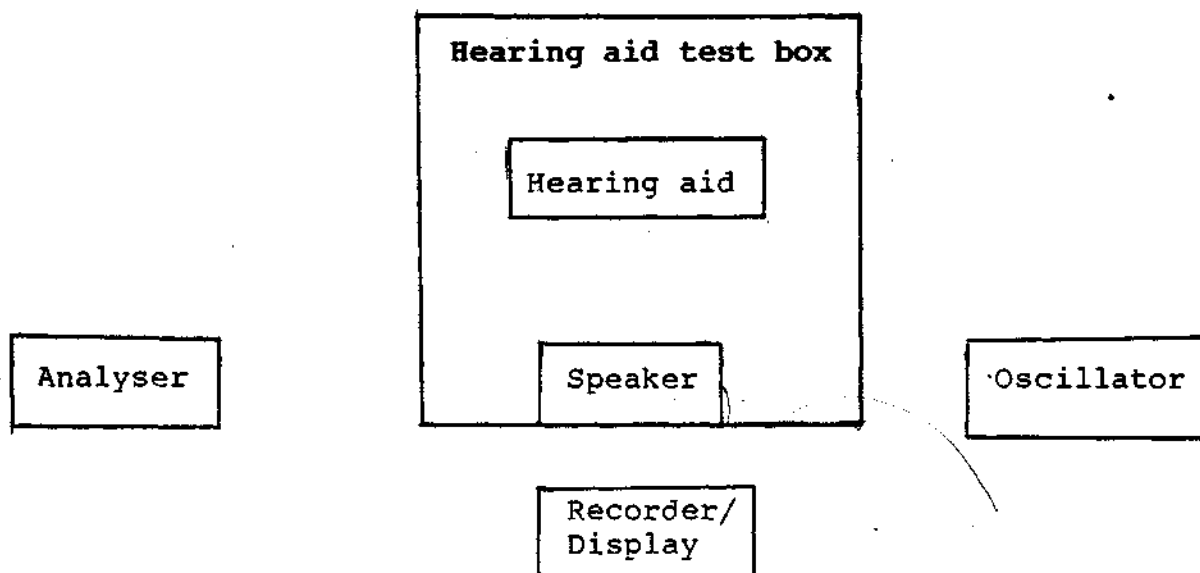 Hearing aid test box
Hearing aid
Analyser
Speaker
Oscillator
Recorder/
Display